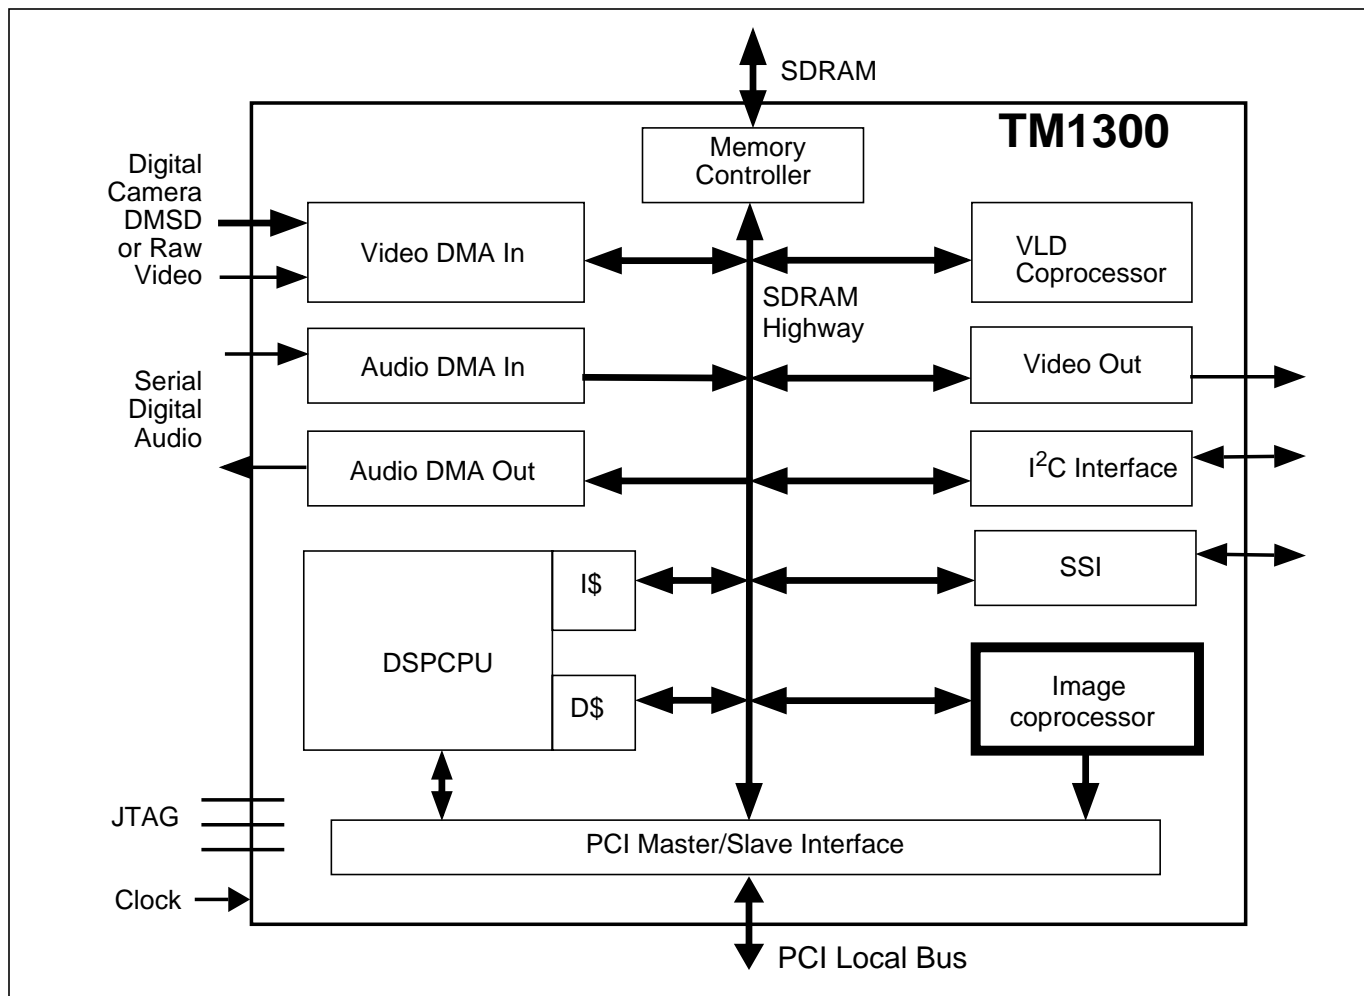 SDRAM
TM1300
Memory
Controller
Digital
Camera
DMSD
or Raw
Video
Video DMA In
VLD
Coprocessor
SDRAM
Highway
Audio DMA In
Video Out
Serial
Digital
Audio
Audio DMA Out
I²C Interface
I$
SSI
DSPCPU
D$
Image
coprocessor
JTAG
PCI Master/Slave Interface
Clock
PCI Local Bus